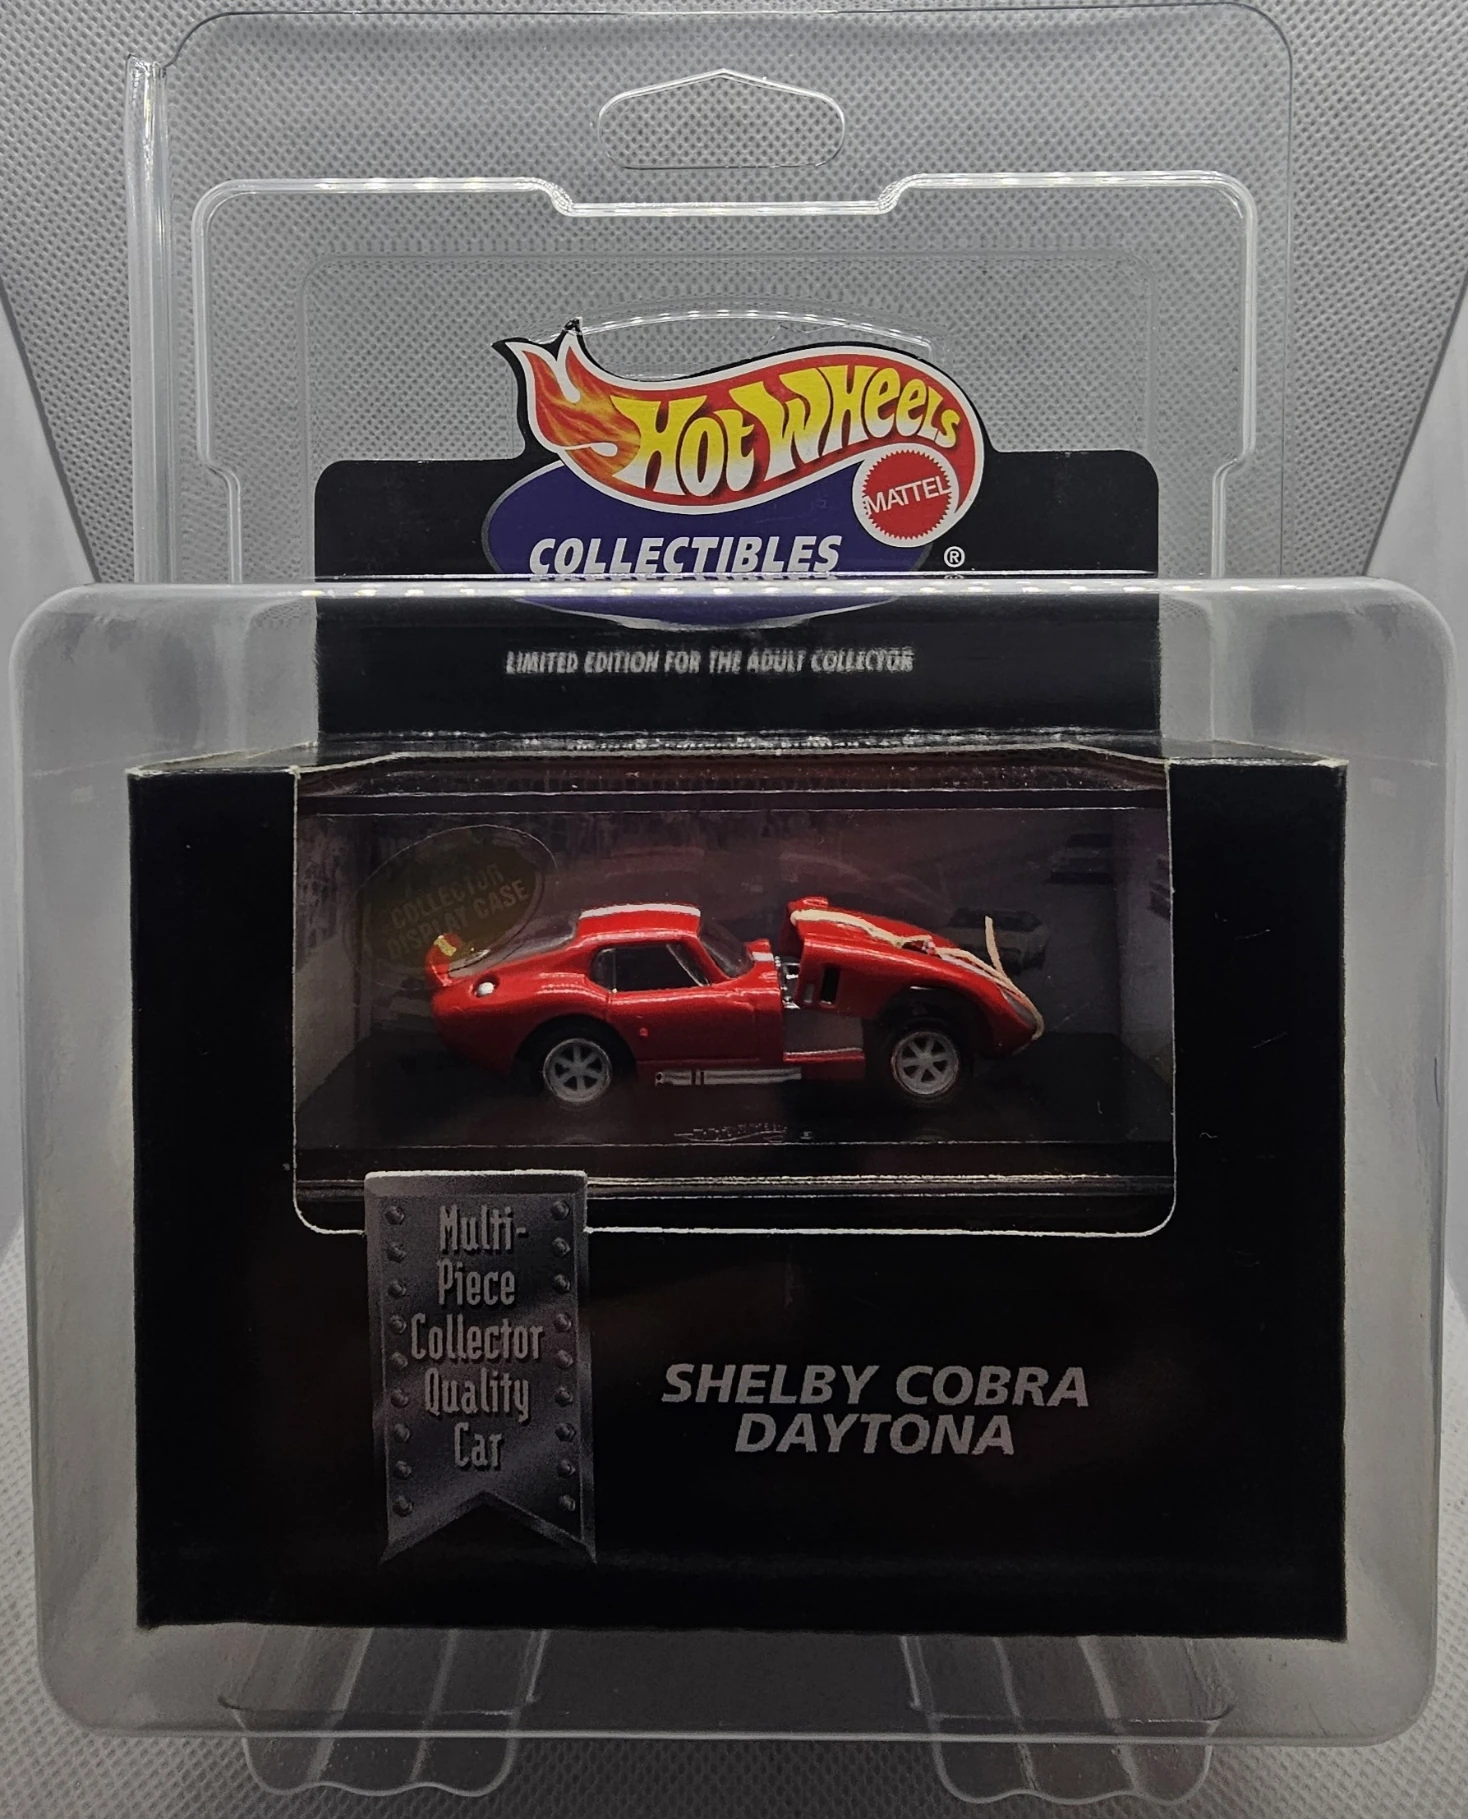 HOT WHEELS
MATTEL
COLLECTIBLES ®
LIMITED EDITION FOR THE ADULT COLLECTOR
COLLECTOR
DISPLAY CASE
Multi-
Piece
Collector
Quality
Car
SHELBY COBRA
DAYTONA